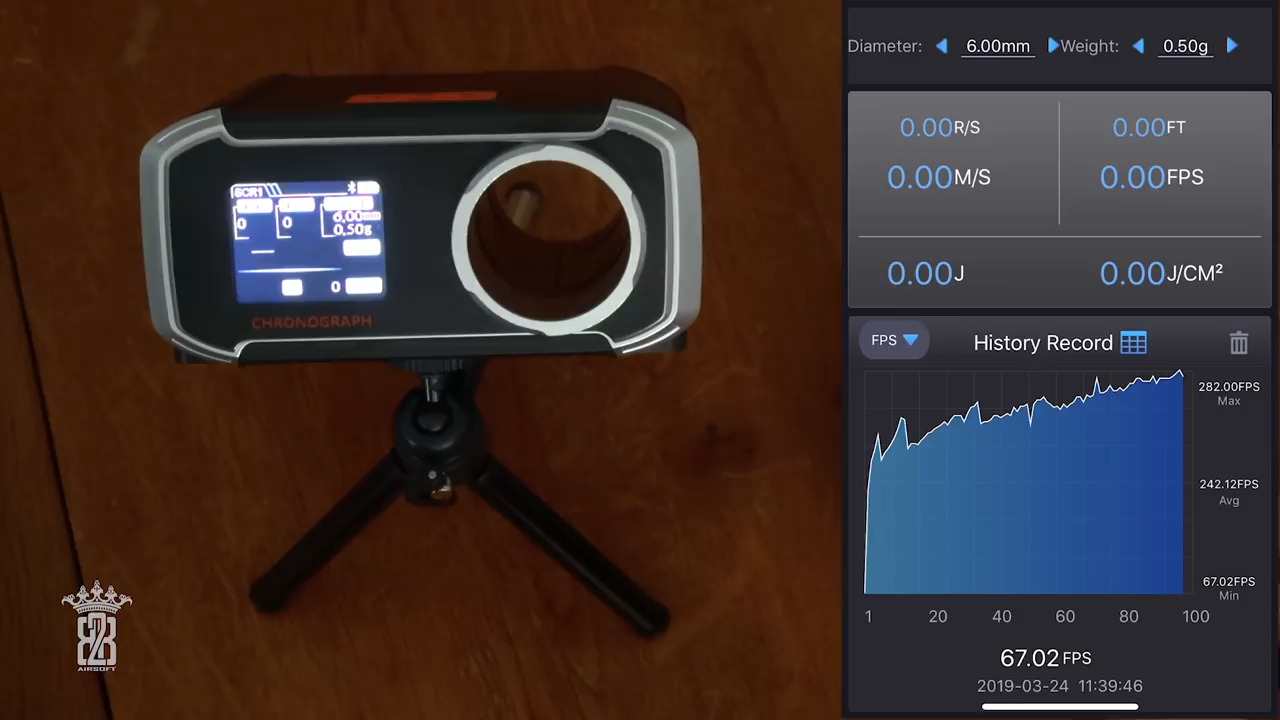 SCR1
0
0
6.00mm
0.50g
0
CHRONOGRAPH
B2B
AIRSOFT
Diameter: 6.00mm Weight: 0.50g
0.00R/S 0.00FT
0.00M/S 0.00FPS
0.00J 0.00J/CM²
FPS History Record
282.00FPS
Max
242.12FPS
Avg
67.02FPS
Min
1 20 40 60 80 100
67.02 FPS
2019-03-24 11:39:46